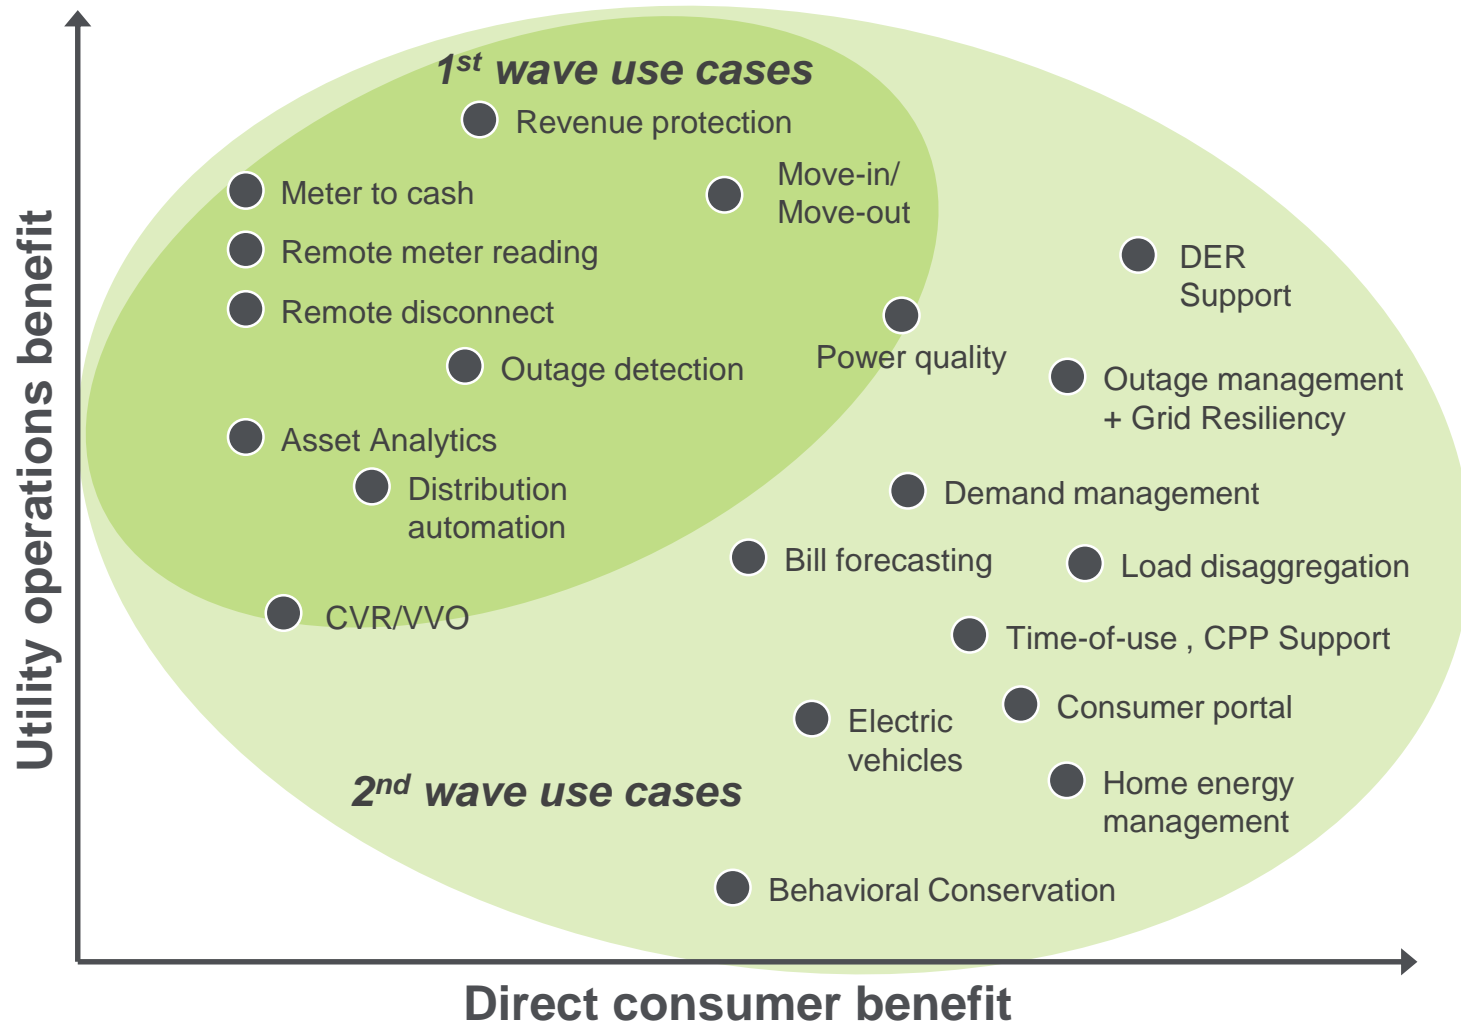 1st wave use cases
Revenue protection
Move-in/
Move-out
Meter to cash
Remote meter reading
Remote disconnect
DER
Support
Power quality
Outage detection
Outage management
+ Grid Resiliency
Asset Analytics
Distribution
automation
Demand management
Bill forecasting
Load disaggregation
CVR/VVO
Time-of-use , CPP Support
Consumer portal
Electric
vehicles
2nd wave use cases
Home energy
management
Behavioral Conservation
Utility operations benefit
Direct consumer benefit